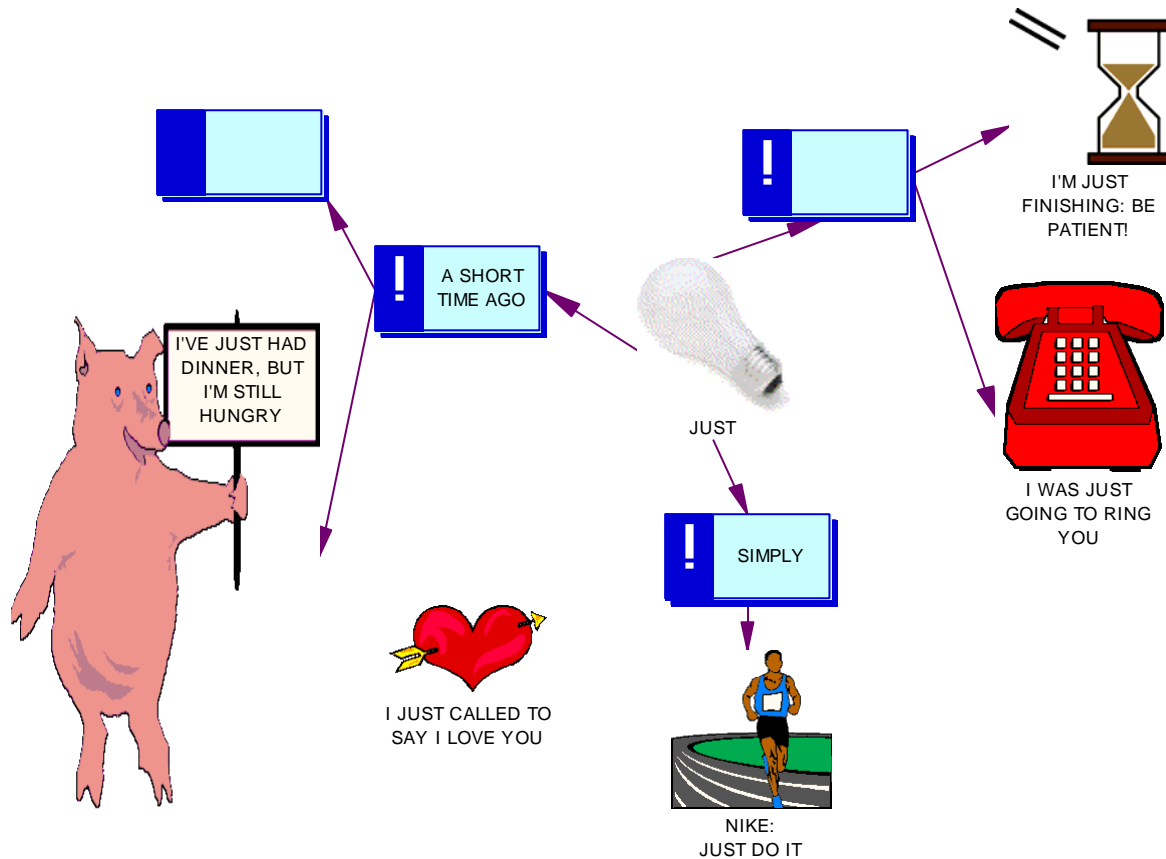 I'M JUST
FINISHING: BE
PATIENT!
!
!
A SHORT
TIME AGO
I'VE JUST HAD
DINNER, BUT
I'M STILL
HUNGRY
JUST
I WAS JUST
GOING TO RING
YOU
!
SIMPLY
I JUST CALLED TO
SAY I LOVE YOU
NIKE:
JUST DO IT